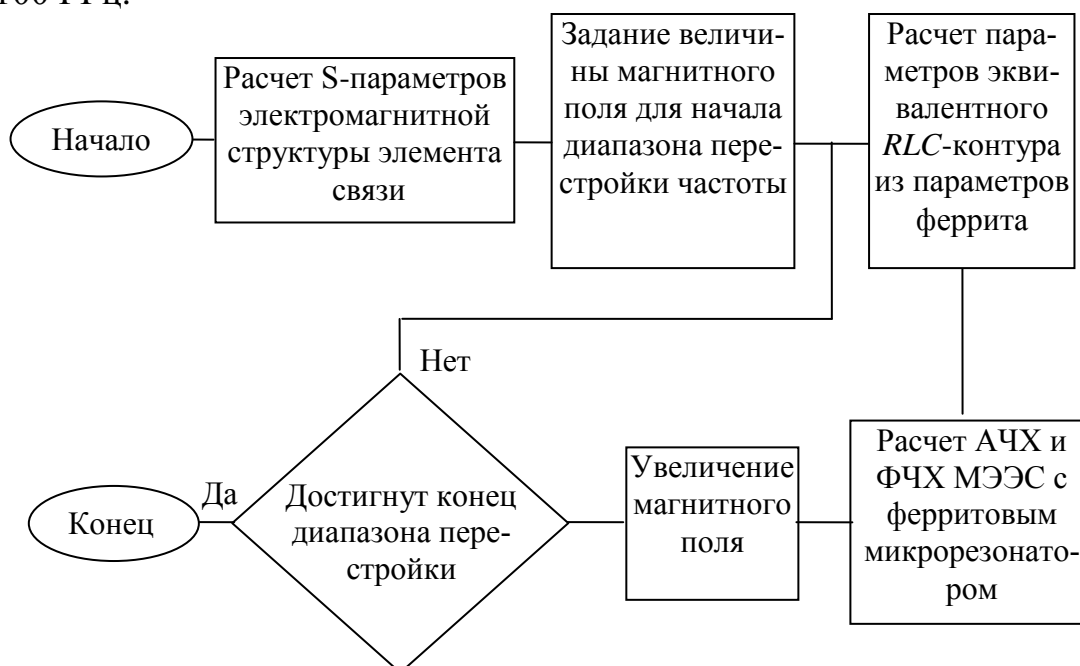 100 ГГц.
Начало
Расчет S-параметров
электромагнитной
структуры элемента
связи
Задание величи-
ны магнитного
поля для начала
диапазона пере-
стройки частоты
Расчет пара-
метров экви-
валентного
RLC-контура
из параметров
феррита
Нет
Расчет АЧХ и
ФЧХ МЭЭС с
ферритовым
микрорезонато-
ром
Увеличение
магнитного
поля
Достигнут конец
диапазона пере-
стройки
Да
Конец